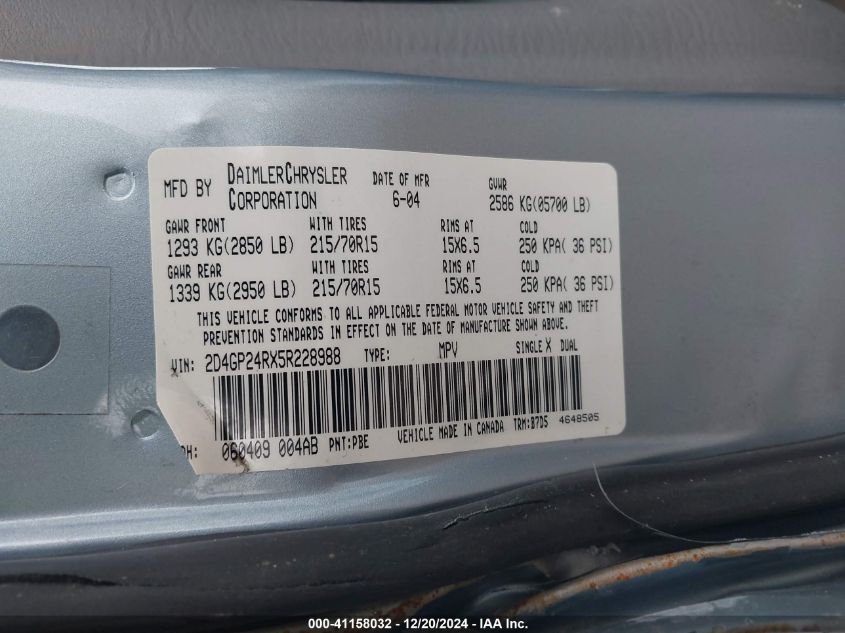 MFD BY DAIMLERCHRYSLER CORPORATION DATE OF MFR 6-04 GVWR 2586 KG(05700 LB)
GAWR FRONT WITH TIRES RIMS AT COLD
1293 KG(2850 LB) 215/70R15 15X6.5 250 KPA( 36 PSI)
GAWR REAR WITH TIRES RIMS AT COLD
1339 KG(2950 LB) 215/70R15 15X6.5 250 KPA( 36 PSI)
THIS VEHICLE CONFORMS TO ALL APPLICABLE FEDERAL MOTOR VEHICLE SAFETY AND THEFT
PREVENTION STANDARDS IN EFFECT ON THE DATE OF MANUFACTURE SHOWN ABOVE.
VIN: 2D4GP24RX5R228988 TYPE: MPV SINGLE X DUAL
060409 004AB PNT:PBE VEHICLE MADE IN CANADA TRM:B7D5 4648505
000-41158032 - 12/20/2024 - IAA Inc.